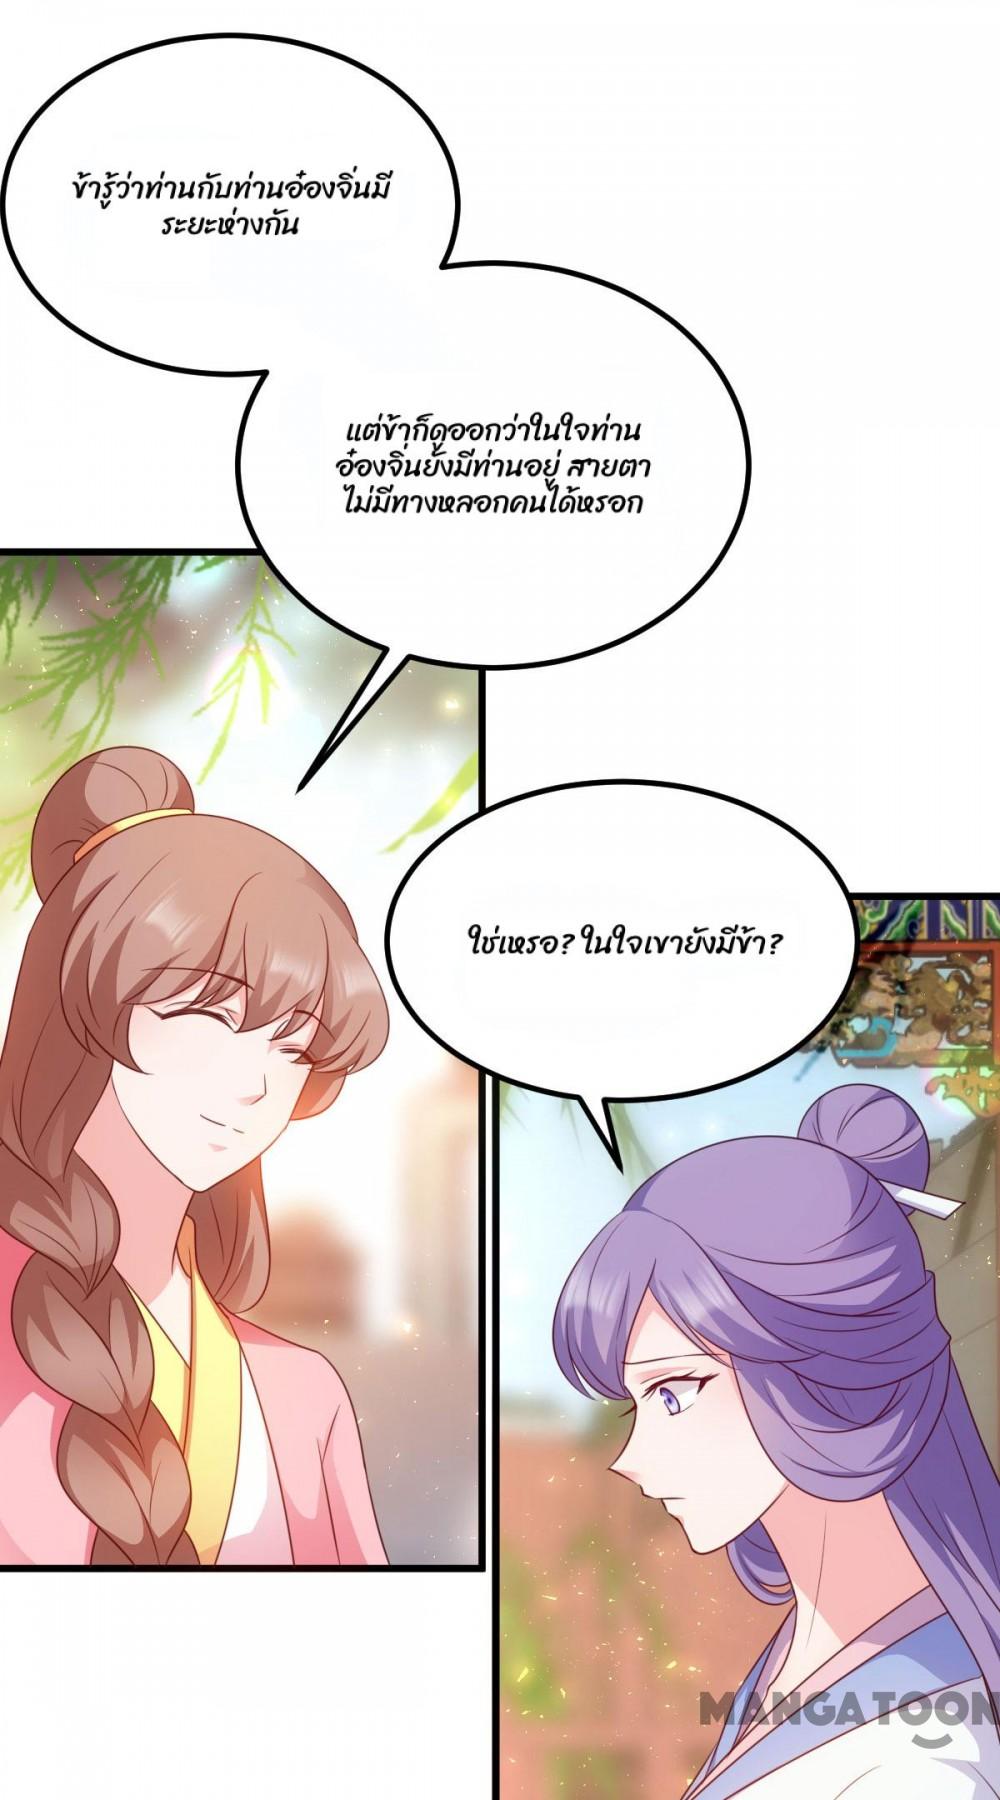 ข้ารู้ว่าท่านกับท่านอ๋องจิ่นมี
ระยะห่างกัน
แต่ข้าก็ดูออกว่าในใจท่าน
อ๋องจิ่นยังมีท่านอยู่ สายตา
ไม่มีทางหลอกคนได้หรอก
ใช่เหรอ? ในใจเขายังมีข้า?
MANGATOON